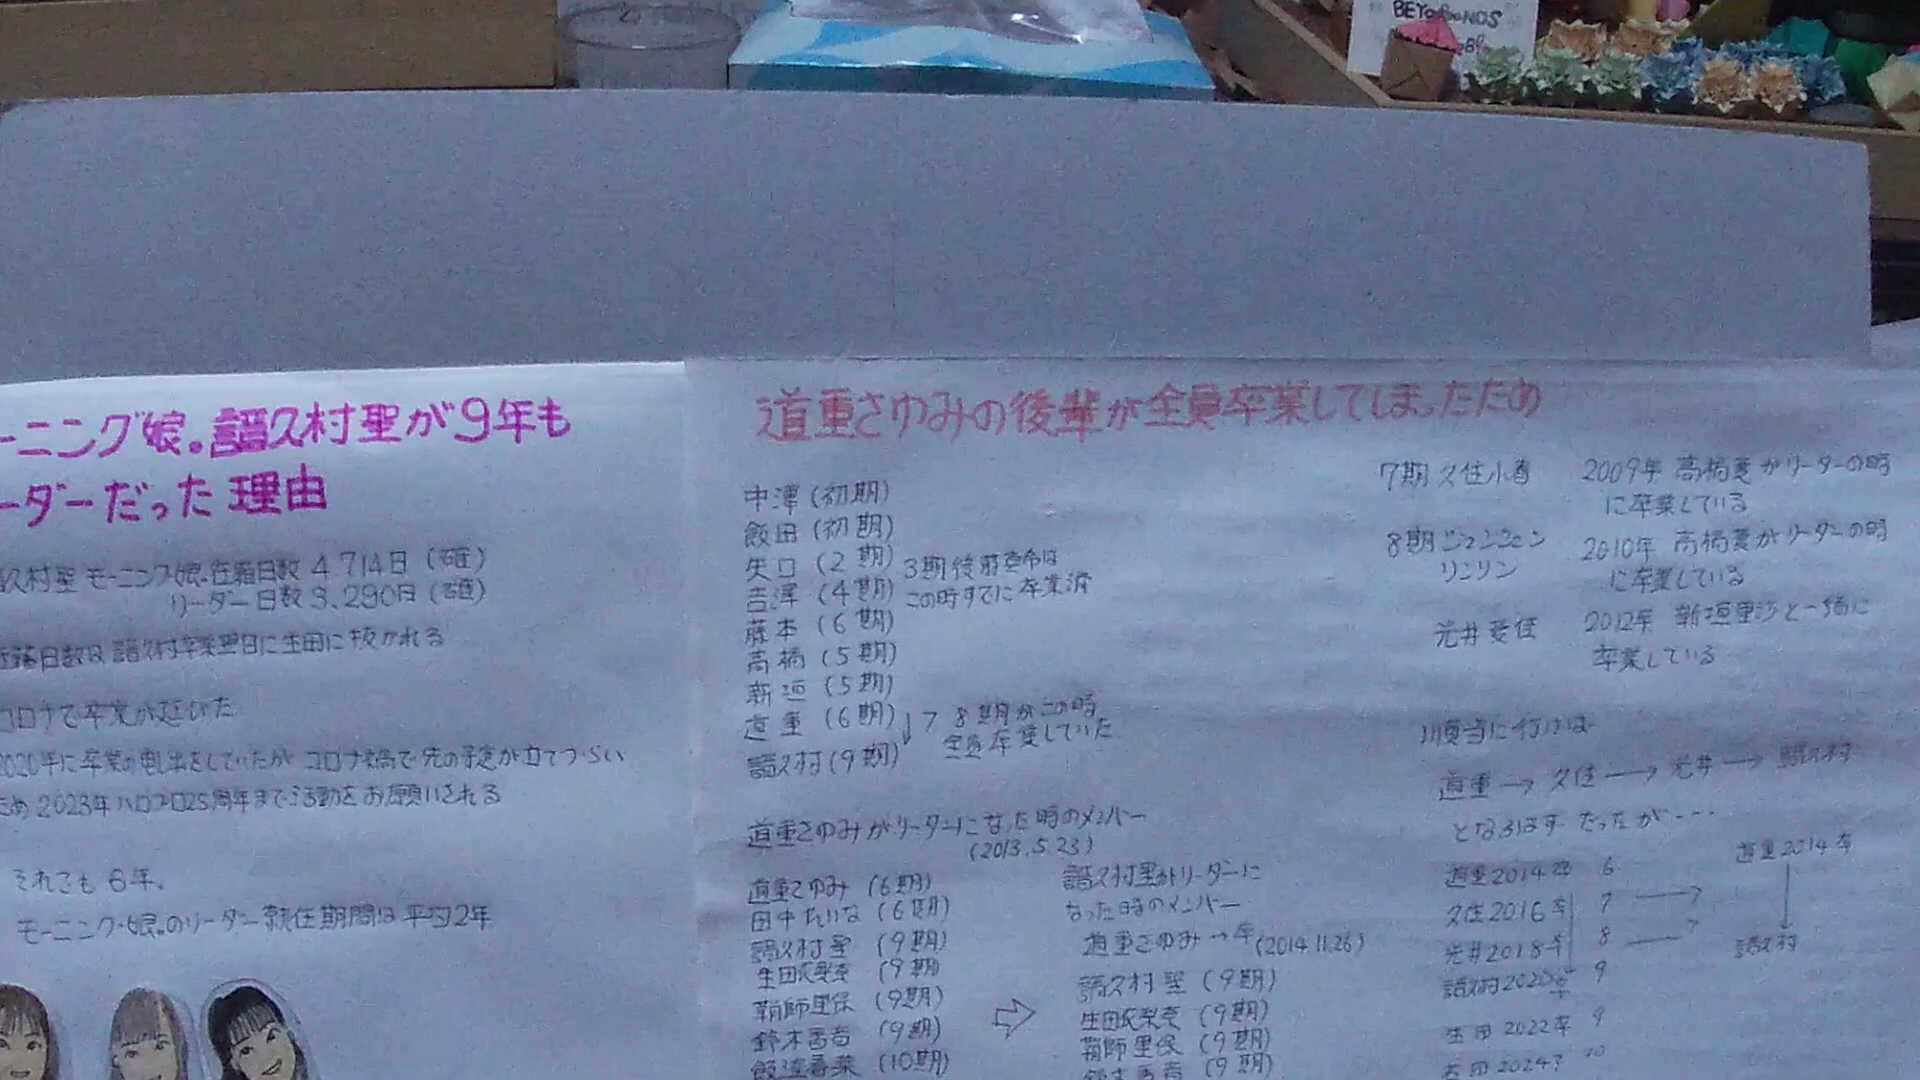 BEYOOOOONDS
ーニング娘。譜久村聖が9年も
ーダーだった理由
久村聖 モーニング娘。在籍日数 4714日(確)
リーダー日数 3,290日(確)
在籍日数は 譜久村卒業翌日に生田に抜かれる
コロナで卒業が延びた
2020年に卒業の申し出をしていたが コロナ禍で先の予定が立てづらい
ため 2023年ハロプロ25周年まで活動をお願いされる
それでも6年。
モーニング娘。のリーダー就任期間は平均2年
道重さゆみの後輩が全員卒業してしまったため
中澤(初期)
飯田(初期)
矢口(2期)
吉澤(4期)
藤本(6期)
高橋(5期)
新垣(5期)
道重(6期)
譜久村(9期)
3期後藤真希は
この時すでに卒業済
↓7 8期がこの時
全員卒業していた
道重さゆみがリーダーになった時のメンバー
(2013.5.23)
道重さゆみ (6期)
田中れいな (6期)
譜久村聖 (9期)
生田衣梨奈 (9期)
鞘師里保 (9期)
鈴木香音 (9期)
飯窪春菜 (10期)
⇨
譜久村聖がリーダーに
なった時のメンバー
道重さゆみ→卒(2014.11.26)
譜久村聖 (9期)
生田衣梨奈 (9期)
鞘師里保 (9期)
鈴木香音 (9期)
7期 久住小春 2009年 高橋愛がリーダーの時
に卒業している
8期 ジュンジュン 2010年 高橋愛がリーダーの時
リンリン に卒業している
光井愛佳 2012年 新垣里沙と一緒に
卒業している
順当に行けば
道重→久住→光井→譜久村
となるはずだったが---
道重2014卒 6
久住2016卒 7 →
光井2018卒 8 →
譜久村2020卒 9
生田2022卒 9
石田2024? 10
道重2014卒
↓
譜久村